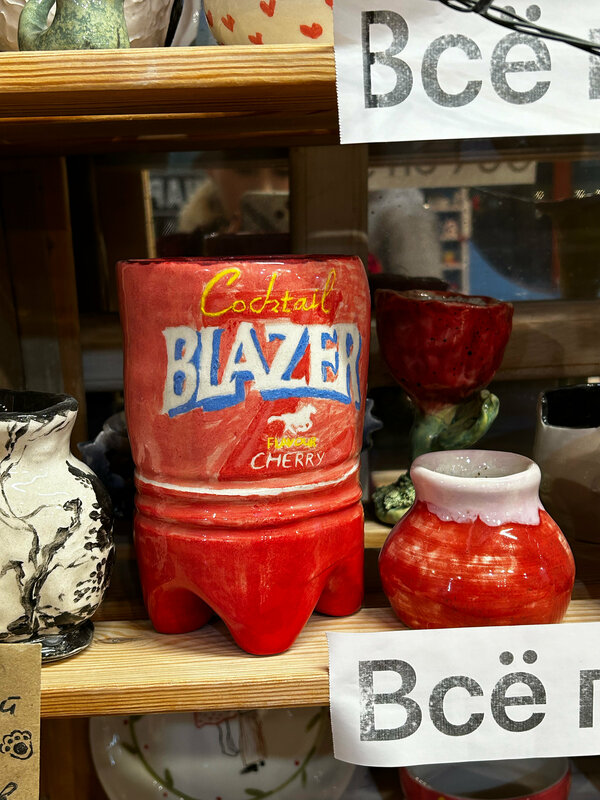 Всё
Cocktail
BLAZER
FLAVOUR
CHERRY
Всё